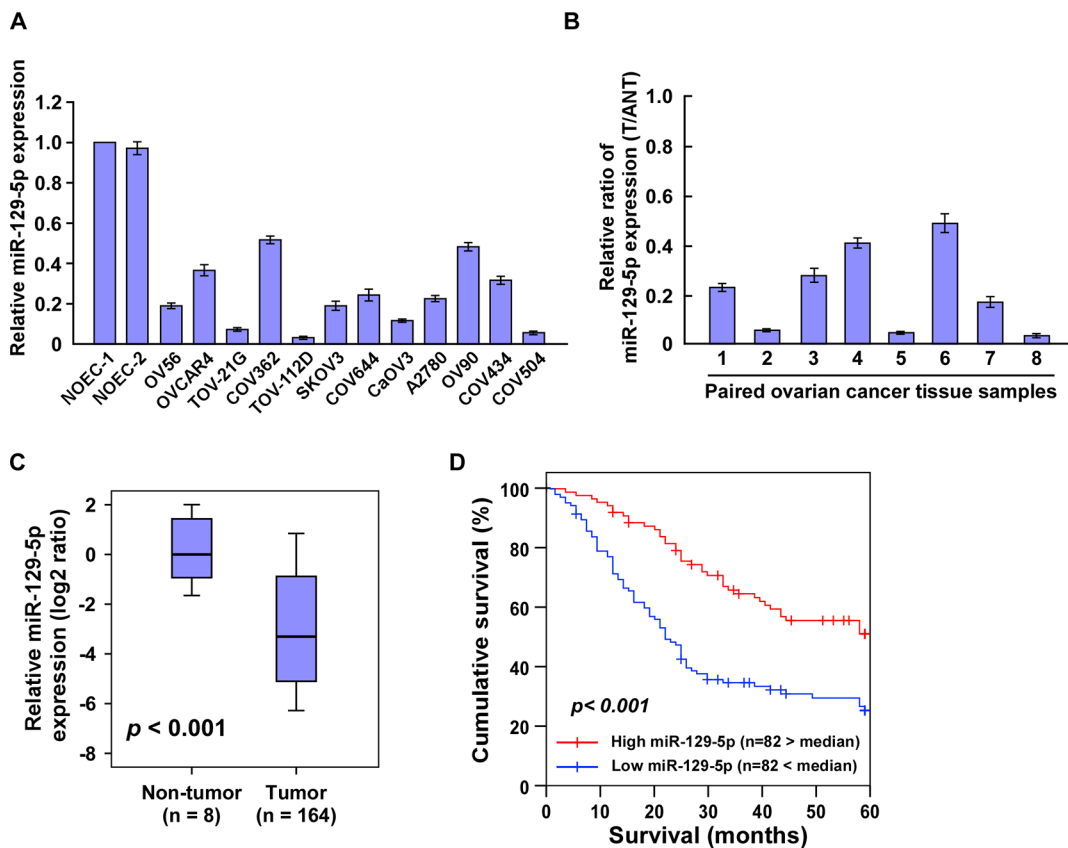 A
Relative miR-129-5p expression
1.2
1.0
0.6
0.4
0.2
0
NOEC-1
NOEC-2
OV56
OVCAR4
TOV-21G
COV362
TOV-112D
SKOV3
COV644
CaOV3
A2780
OV90
COV434
COV504
B
Relative ratio of
miR-129-5p expression (T/ANT)
1.0
0.8
0.6
0.4
0.2
0
1 2 3 4 5 6 7 8
Paired ovarian cancer tissue samples
C
Relative miR-129-5p
expression (log2 ratio)
2
0
-2
-4
-6
-8
p < 0.001
Non-tumor Tumor
(n = 8) (n = 164)
D
Cumulative survival (%)
100
80
60
40
20
0
p< 0.001
High miR-129-5p (n=82 > median)
Low miR-129-5p (n=82 < median)
0 10 20 30 40 50 60
Survival (months)